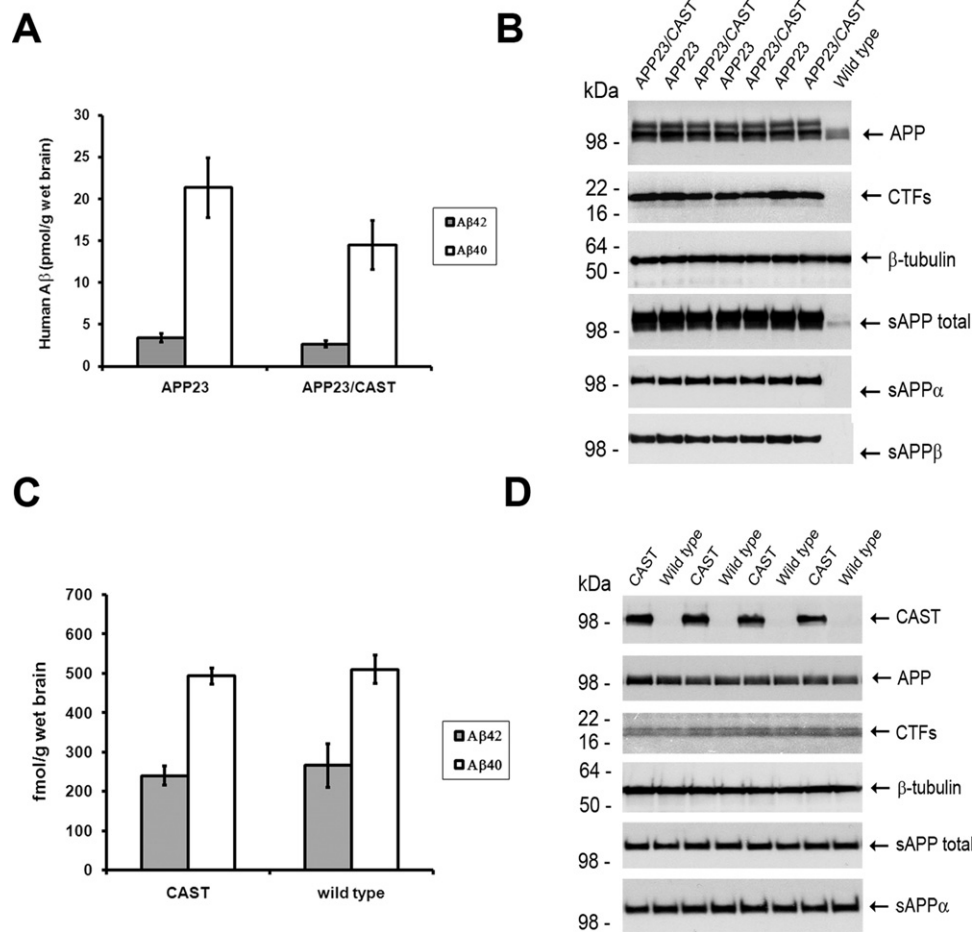 A
Human Aβ (pmol/g wet brain)
30
25
20
15
10
5
0
APP23
APP23/CAST
Aβ42
Aβ40
B
APP23/CAST
APP23
APP23/CAST
APP23
APP23/CAST
APP23
APP23/CAST
Wild type
kDa
98 -
← APP
22 -
16 -
← CTFs
64 -
50 -
← β-tubulin
98 -
← sAPP total
98 -
← sAPPα
98 -
← sAPPβ
C
fmol/g wet brain
700
600
500
400
300
200
100
0
CAST
wild type
Aβ42
Aβ40
D
CAST
Wild type
CAST
Wild type
CAST
Wild type
CAST
Wild type
kDa
98 -
← CAST
98 -
← APP
22 -
16 -
← CTFs
64 -
50 -
← β-tubulin
98 -
← sAPP total
98 -
← sAPPα